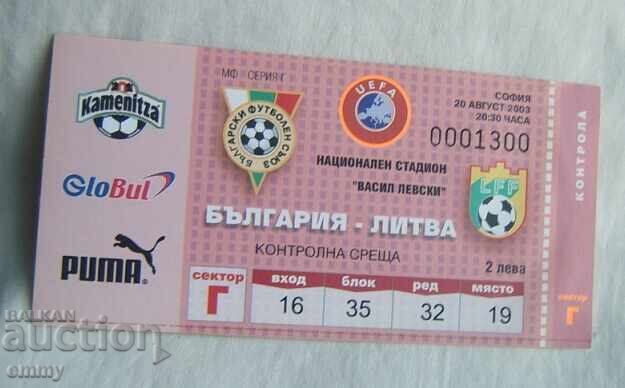 Kamenitza
GloBul
PUMA
МФ СЕРИЯ Г
БЪЛГАРСКИ ФУТБОЛЕН СЪЮЗ
UEFA
СОФИЯ
20 АВГУСТ 2003
20:30 ЧАСА
0001300
НАЦИОНАЛЕН СТАДИОН
"ВАСИЛ ЛЕВСКИ"
LFF
БЪЛГАРИЯ - ЛИТВА
КОНТРОЛНА СРЕЩА
2 лева
сектор
Г
вход
16
блок
35
ред
32
място
19
КОНТРОЛА
сектор
Г
БАЛКАН
auction
emmy